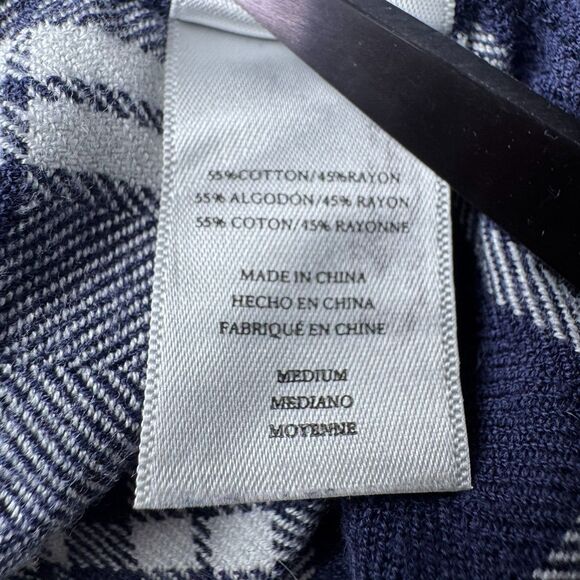 55%COTTON/45%RAYON
55% ALGODÓN/45% RAYON
55% COTON/45% RAYONNE
MADE IN CHINA
HECHO EN CHINA
FABRIQUÉ EN CHINE
MEDIUM
MEDIANO
MOYENNE